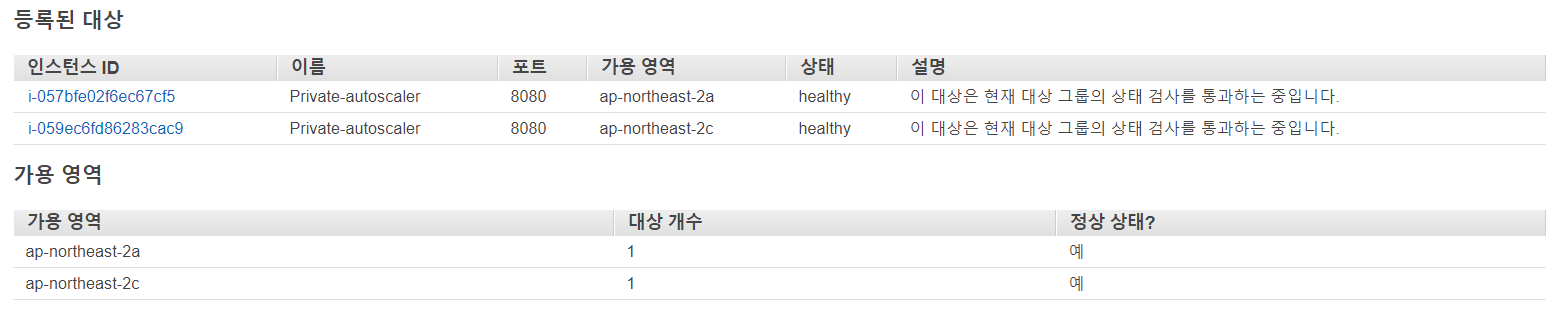 등록된 대상
인스턴스 ID 이름 포트 가용 영역 상태 설명
i-057bfe02f6ec67cf5 Private-autoscaler 8080 ap-northeast-2a healthy 이 대상은 현재 대상 그룹의 상태 검사를 통과하는 중입니다.
i-059ec6fd86283cac9 Private-autoscaler 8080 ap-northeast-2c healthy 이 대상은 현재 대상 그룹의 상태 검사를 통과하는 중입니다.
가용 영역
가용 영역 대상 개수 정상 상태?
ap-northeast-2a 1 예
ap-northeast-2c 1 예